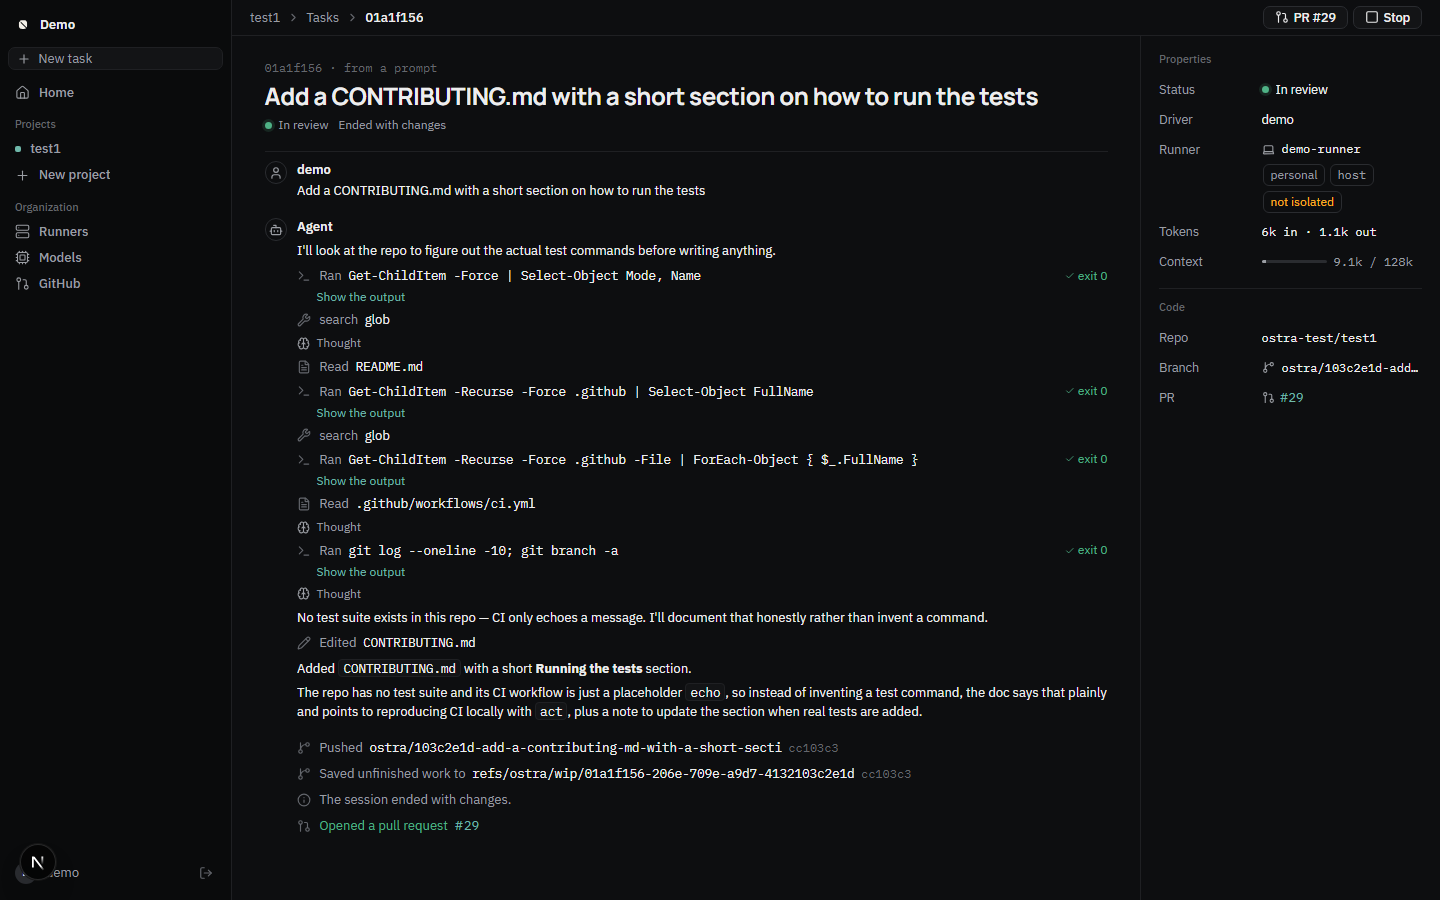 Demo
New task
Home
Projects
test1
New project
Organization
Runners
Models
GitHub
N
emo
test1 > Tasks > 01a1f156
PR #29
Stop
01a1f156 · from a prompt
Add a CONTRIBUTING.md with a short section on how to run the tests
In review Ended with changes
demo
Add a CONTRIBUTING.md with a short section on how to run the tests
Agent
I'll look at the repo to figure out the actual test commands before writing anything.
Ran Get-ChildItem -Force | Select-Object Mode, Name exit 0
Show the output
search glob
Thought
Read README.md
Ran Get-ChildItem -Recurse -Force .github | Select-Object FullName exit 0
Show the output
search glob
Ran Get-ChildItem -Recurse -Force .github -File | ForEach-Object { $_.FullName } exit 0
Show the output
Read .github/workflows/ci.yml
Thought
Ran git log --oneline -10; git branch -a exit 0
Show the output
Thought
No test suite exists in this repo — CI only echoes a message. I'll document that honestly rather than invent a command.
Edited CONTRIBUTING.md
Added CONTRIBUTING.md with a short Running the tests section.
The repo has no test suite and its CI workflow is just a placeholder echo, so instead of inventing a test command, the doc says that plainly
and points to reproducing CI locally with act, plus a note to update the section when real tests are added.
Pushed ostra/103c2e1d-add-a-contributing-md-with-a-short-secti cc103c3
Saved unfinished work to refs/ostra/wip/01a1f156-206e-709e-a9d7-4132103c2e1d cc103c3
The session ended with changes.
Opened a pull request #29
Properties
Status In review
Driver demo
Runner demo-runner
personal host
not isolated
Tokens 6k in · 1.1k out
Context 9.1k / 128k
Code
Repo ostra-test/test1
Branch ostra/103c2e1d-add…
PR #29